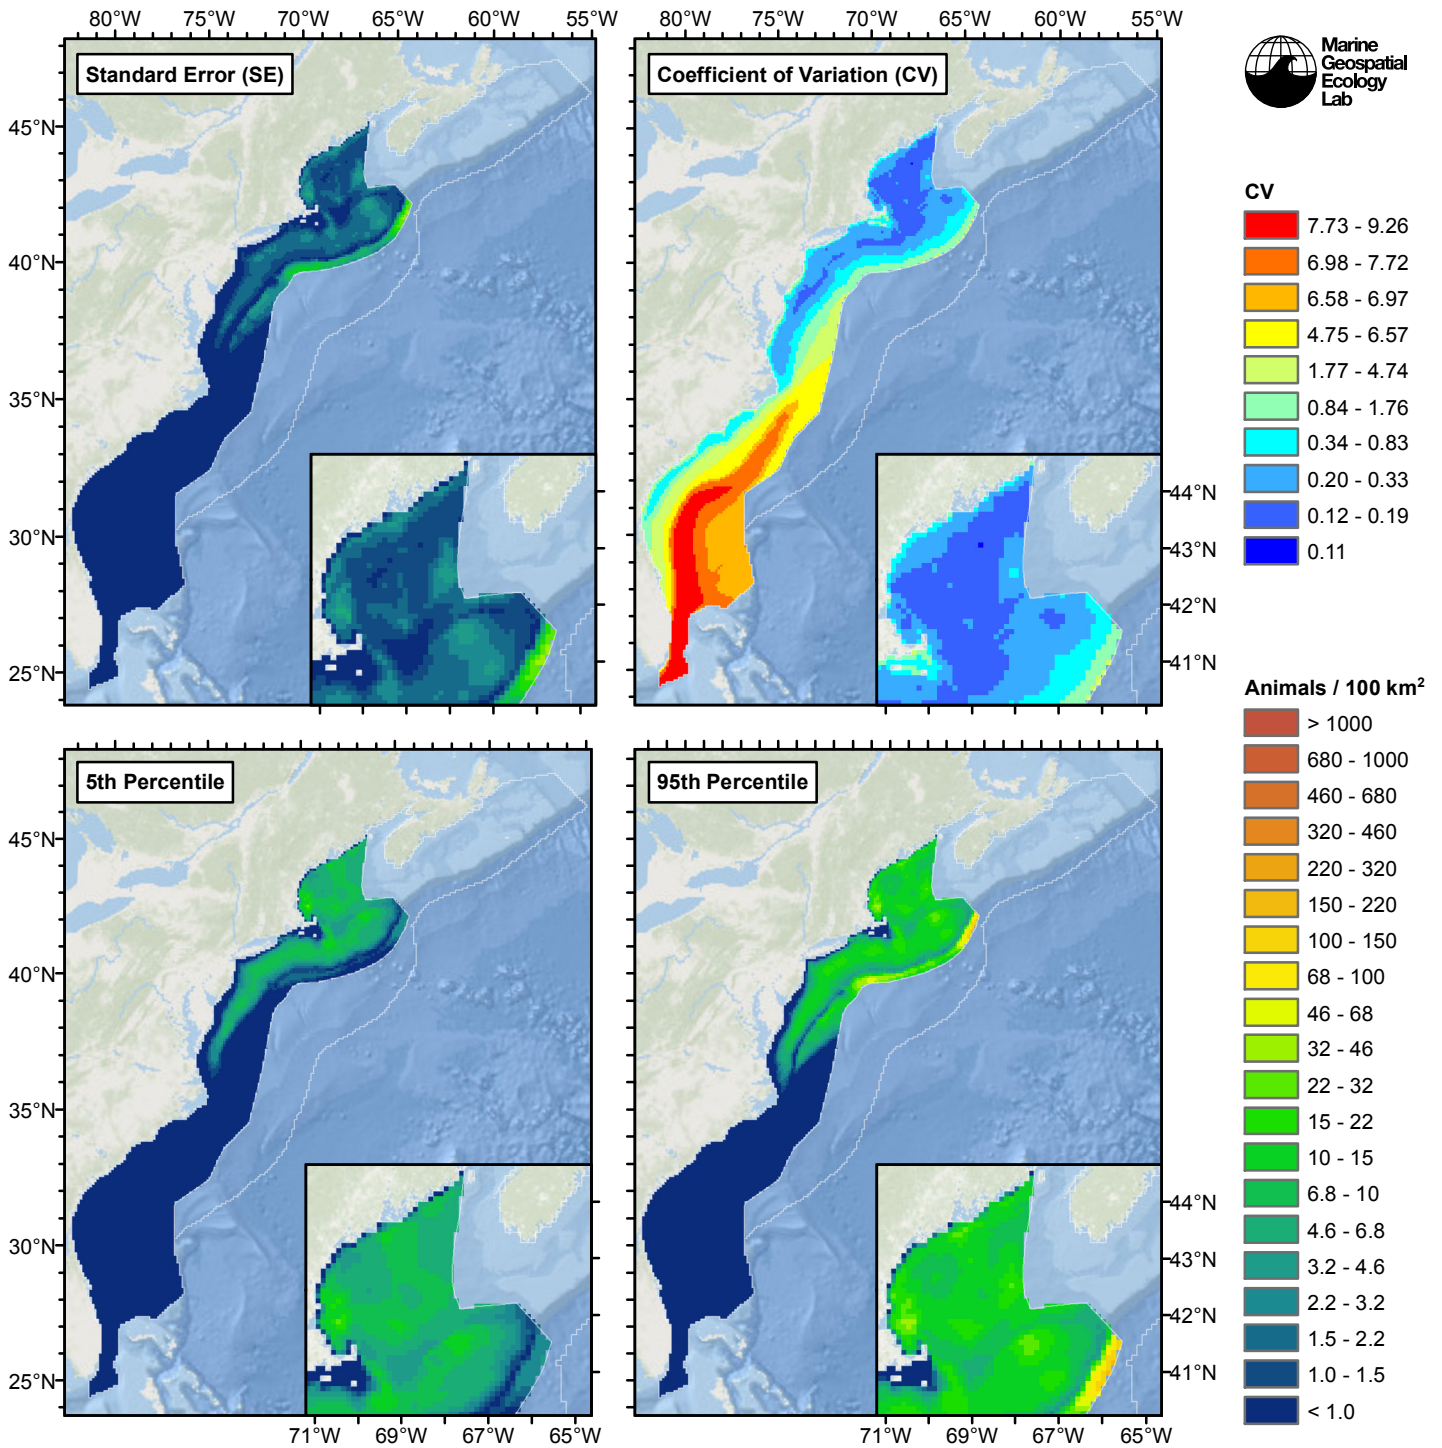 80°W 75°W 70°W 65°W 60°W 55°W
80°W 75°W 70°W 65°W 60°W 55°W
Standard Error (SE)
Coefficient of Variation (CV)
Marine
Geospatial
Ecology
Lab
45°N
40°N
35°N
30°N
25°N
44°N
43°N
42°N
41°N
CV
7.73 - 9.26
6.98 - 7.72
6.58 - 6.97
4.75 - 6.57
1.77 - 4.74
0.84 - 1.76
0.34 - 0.83
0.20 - 0.33
0.12 - 0.19
0.11
5th Percentile
95th Percentile
45°N
40°N
35°N
30°N
25°N
44°N
43°N
42°N
41°N
71°W 69°W 67°W 65°W
71°W 69°W 67°W 65°W
Animals / 100 km²
> 1000
680 - 1000
460 - 680
320 - 460
220 - 320
150 - 220
100 - 150
68 - 100
46 - 68
32 - 46
22 - 32
15 - 22
10 - 15
6.8 - 10
4.6 - 6.8
3.2 - 4.6
2.2 - 3.2
1.5 - 2.2
1.0 - 1.5
< 1.0